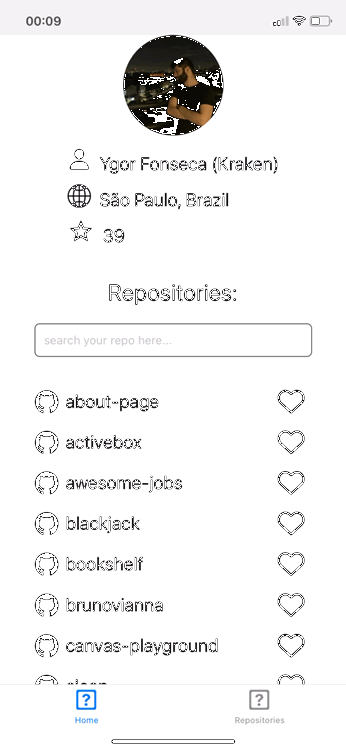 00:09
Ygor Fonseca (Kraken)
São Paulo, Brazil
39
Repositories:
search your repo here...
about-page
activebox
awesome-jobs
blackjack
bookshelf
brunovianna
canvas-playground
Home
Repositories